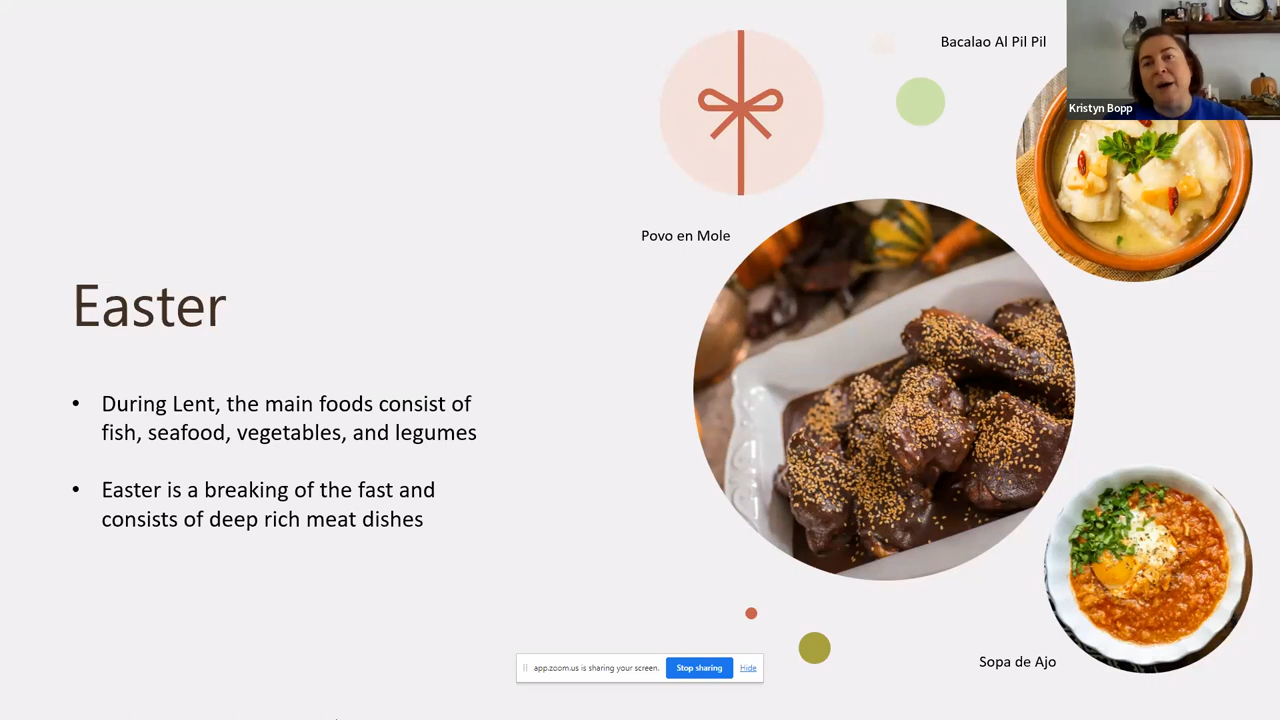 Bacalao Al Pil Pil
Kristyn Bopp
Povo en Mole
Easter
• During Lent, the main foods consist of
fish, seafood, vegetables, and legumes
• Easter is a breaking of the fast and
consists of deep rich meat dishes
Sopa de Ajo
app.zoom.us is sharing your screen.
Stop sharing
Hide